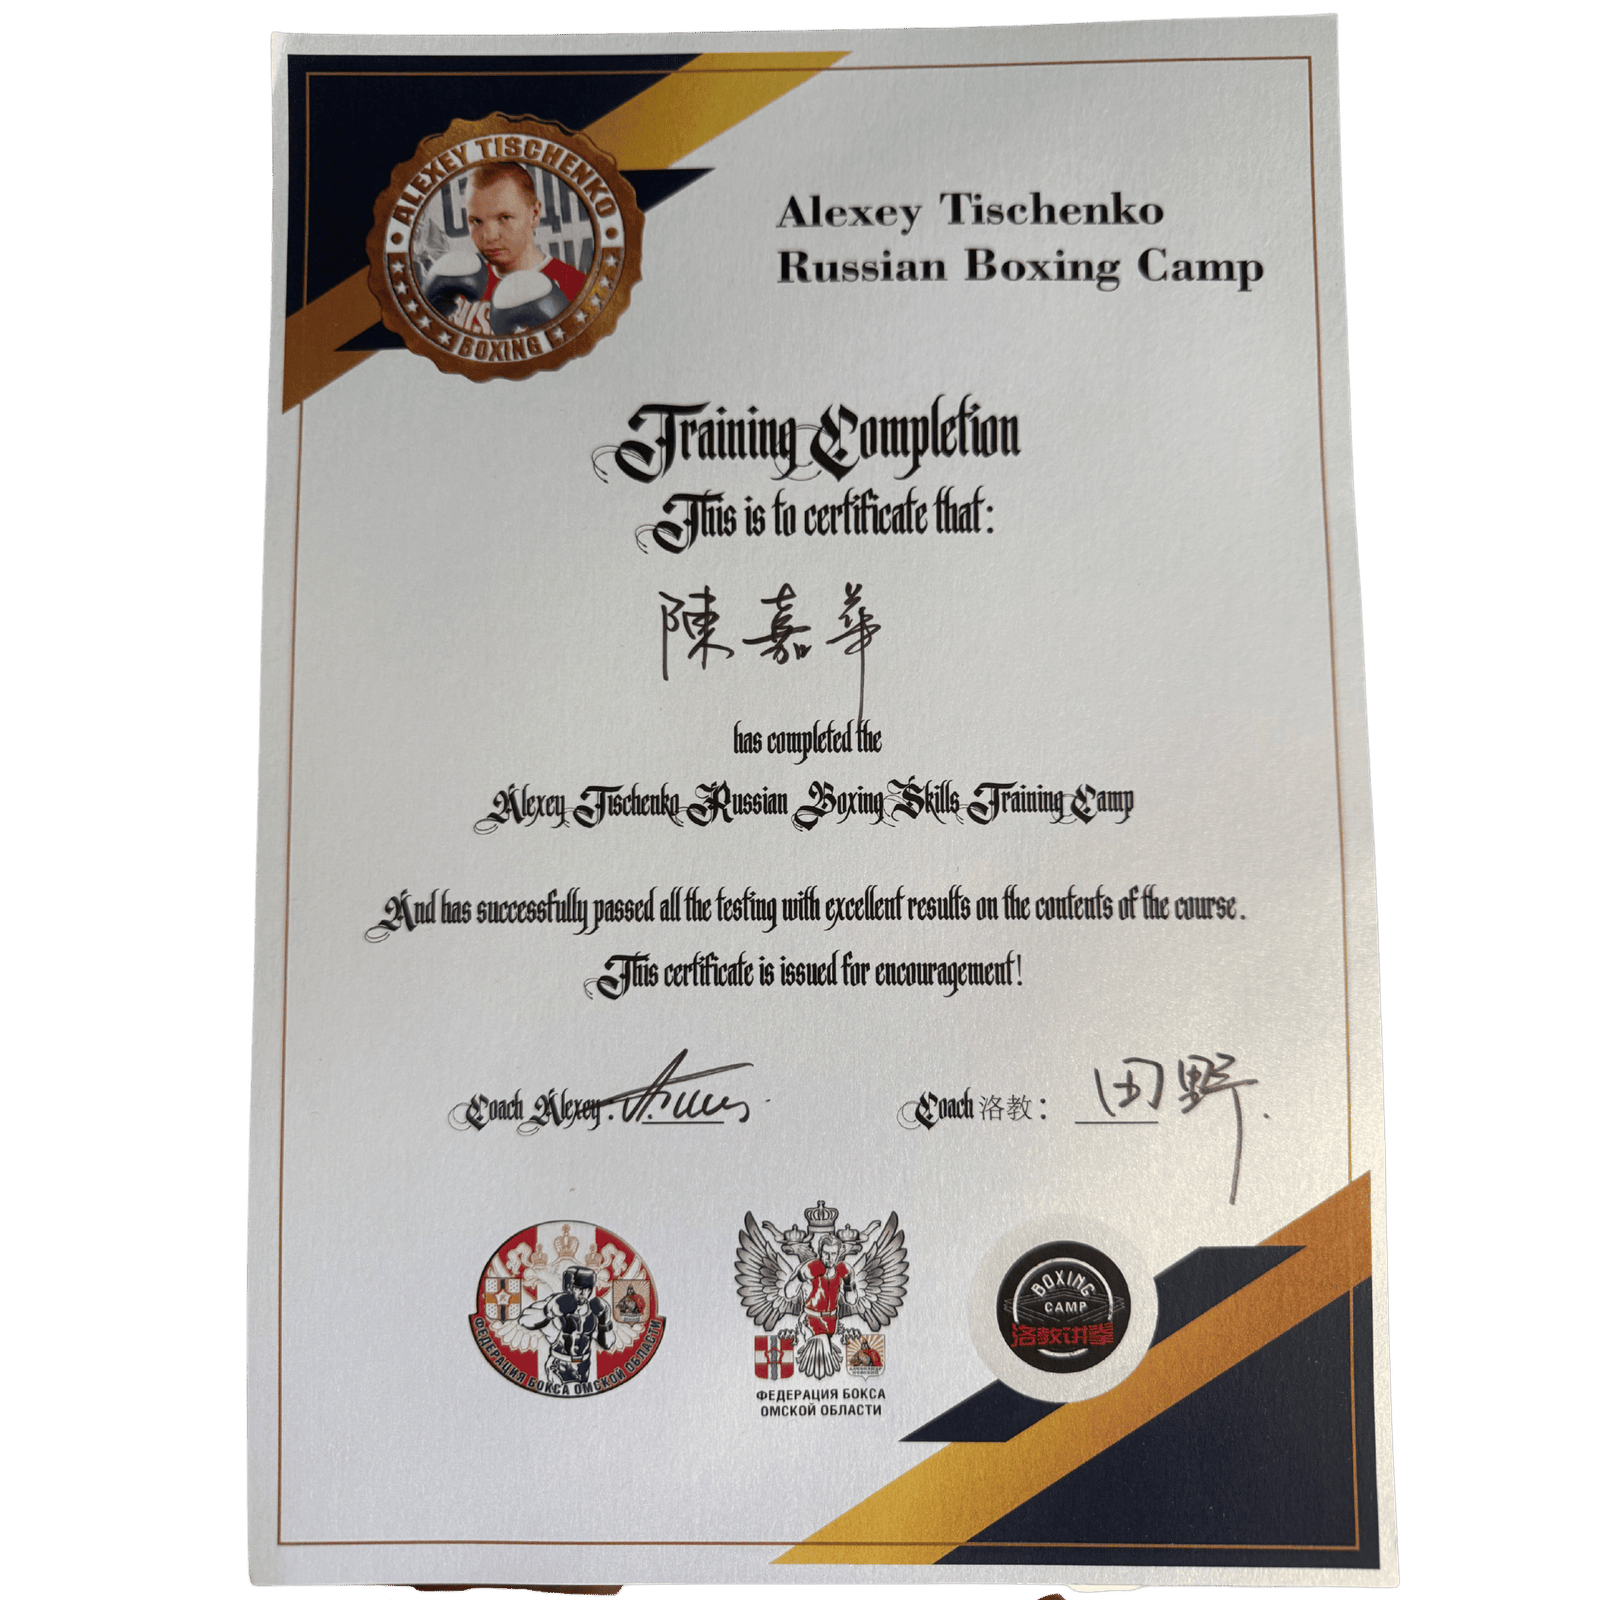 ALEXEY TISCHENKO
BOXING
Alexey Tischenko
Russian Boxing Camp
Training Completion
This is to certificate that:
陳嘉華
has completed the
Alexey Tischenko Russian Boxing Skills Training Camp
And has successfully passed all the testing with excellent results on the contents of the course.
This certificate is issued for encouragement!
Coach Alexey:
Coach 洛教: 田野
ФЕДЕРАЦИЯ БОКСА ОМСКОЙ ОБЛАСТИ
ФЕДЕРАЦИЯ БОКСА
ОМСКОЙ ОБЛАСТИ
BOXING
CAMP
洛教讲拳